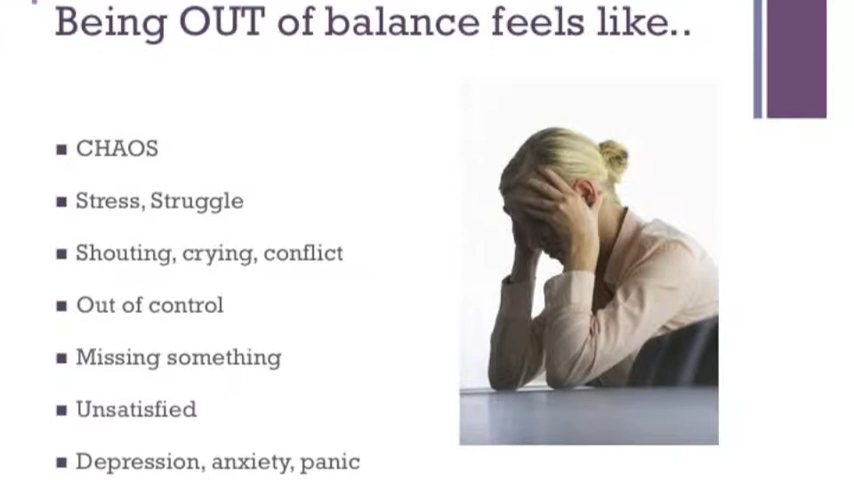 Being OUT of balance feels like..
CHAOS
Stress, Struggle
Shouting, crying, conflict
Out of control
Missing something
Unsatisfied
Depression, anxiety, panic